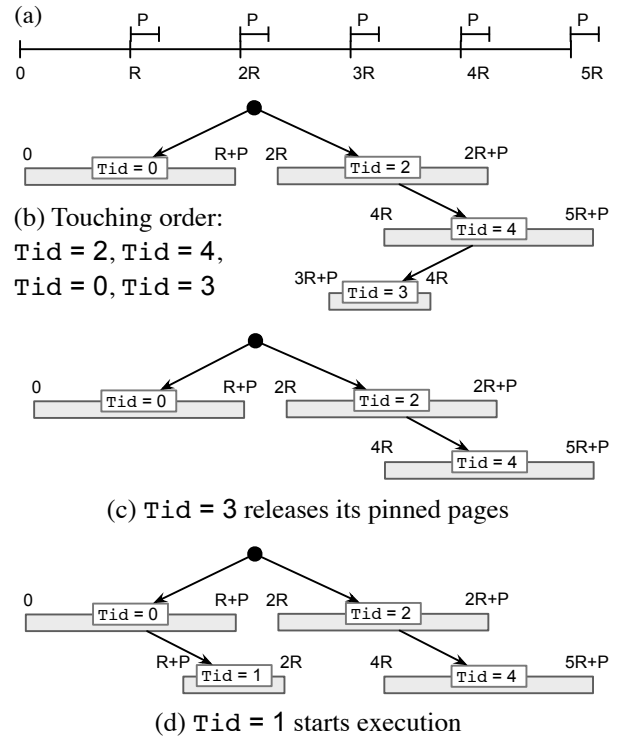 (a)
P P P P P
0 R 2R 3R 4R 5R
0 R+P 2R 2R+P
Tid = 0 Tid = 2
(b) Touching order:
Tid = 2, Tid = 4,
Tid = 0, Tid = 3
4R 5R+P
Tid = 4
3R+P 4R
Tid = 3
0 R+P 2R 2R+P
Tid = 0 Tid = 2
4R 5R+P
Tid = 4
(c) Tid = 3 releases its pinned pages
0 R+P 2R 2R+P
Tid = 0 Tid = 2
R+P 2R 4R 5R+P
Tid = 1 Tid = 4
(d) Tid = 1 starts execution